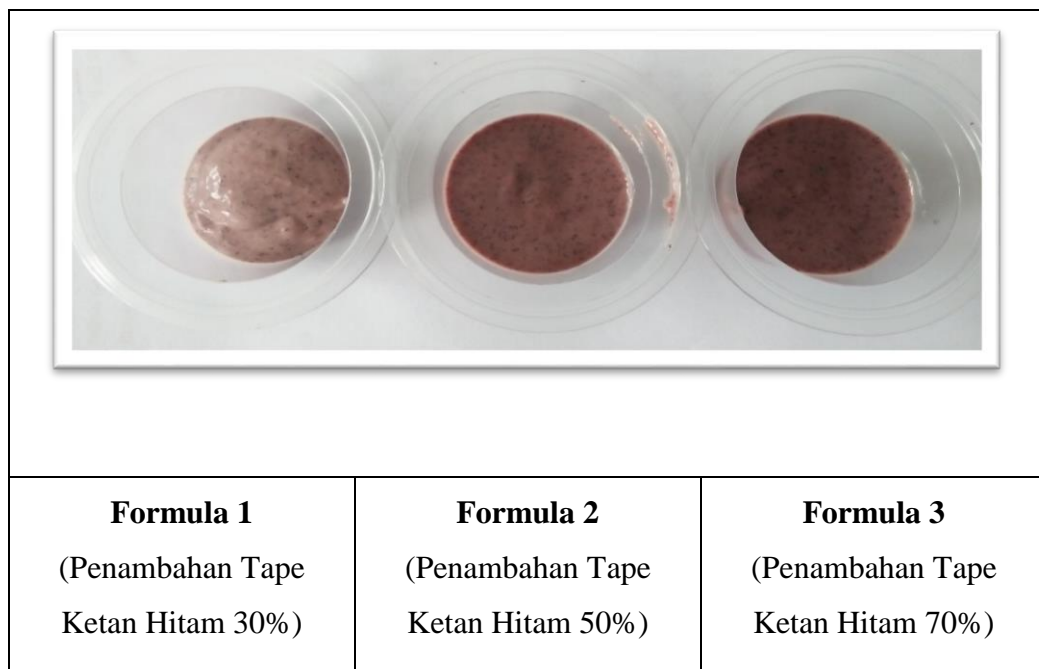 Formula 1
(Penambahan Tape
Ketan Hitam 30%)
Formula 2
(Penambahan Tape
Ketan Hitam 50%)
Formula 3
(Penambahan Tape
Ketan Hitam 70%)